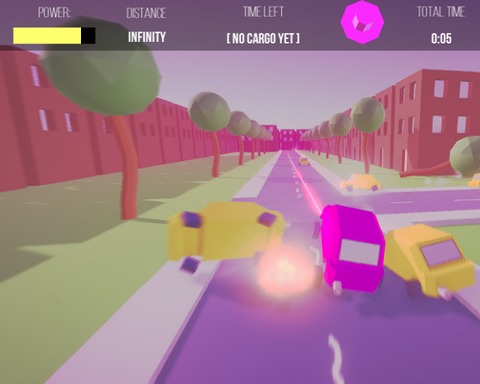 POWER:
DISTANCE
INFINITY
TIME LEFT
[ NO CARGO YET ]
TOTAL TIME
0:05